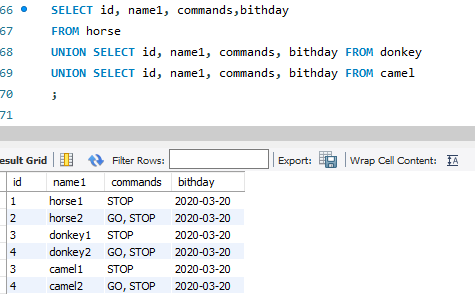 66 SELECT id, name1, commands,bithday
67 FROM horse
68 UNION SELECT id, name1, commands, bithday FROM donkey
69 UNION SELECT id, name1, commands, bithday FROM camel
70 ;
71
esult Grid Filter Rows: Export: Wrap Cell Content: IA
id name1 commands bithday
1 horse1 STOP 2020-03-20
2 horse2 GO, STOP 2020-03-20
3 donkey1 STOP 2020-03-20
4 donkey2 GO, STOP 2020-03-20
3 camel1 STOP 2020-03-20
4 camel2 GO, STOP 2020-03-20